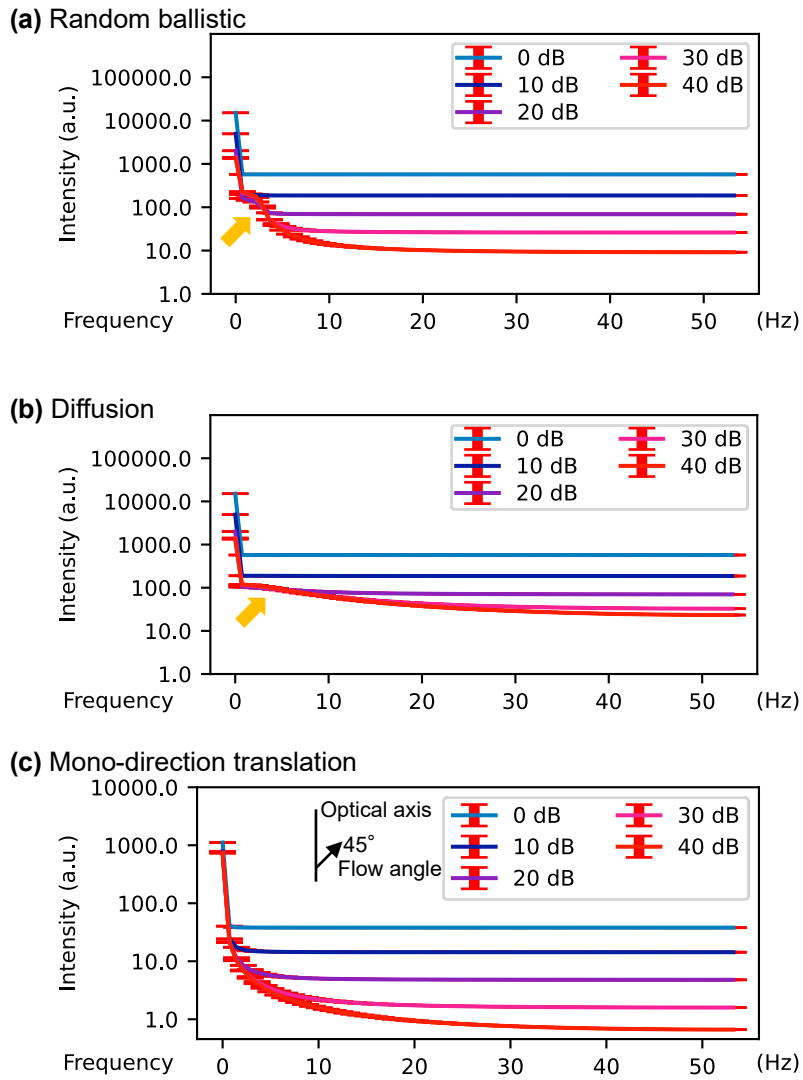 (a) Random ballistic
100000.0
10000.0
1000.0
100.0
10.0
1.0
Intensity (a.u.)
0 dB
10 dB
20 dB
30 dB
40 dB
Frequency 0 10 20 30 40 50 (Hz)
(b) Diffusion
100000.0
10000.0
1000.0
100.0
10.0
1.0
Intensity (a.u.)
0 dB
10 dB
20 dB
30 dB
40 dB
Frequency 0 10 20 30 40 50 (Hz)
(c) Mono-direction translation
10000.0
1000.0
100.0
10.0
1.0
Intensity (a.u.)
Optical axis
45°
Flow angle
0 dB
10 dB
20 dB
30 dB
40 dB
Frequency 0 10 20 30 40 50 (Hz)